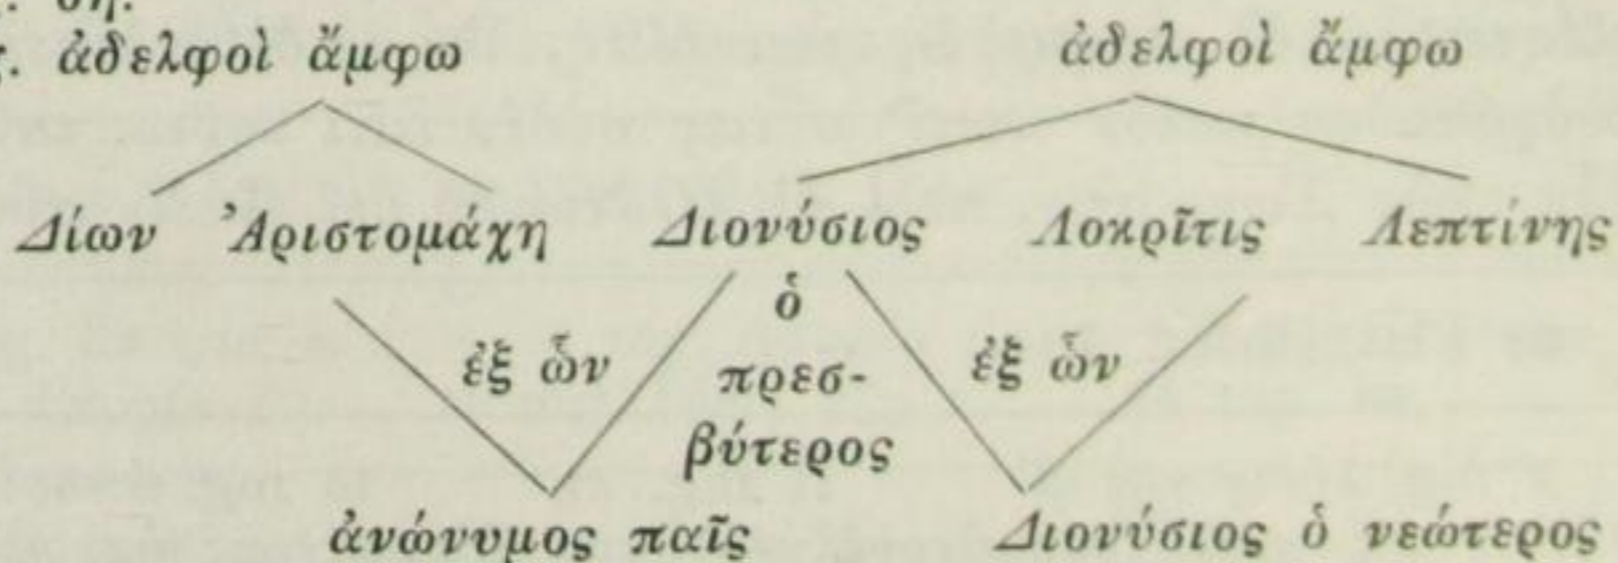 ἀδελφοὶ ἄμφω ἀδελφοὶ ἄμφω
Δίων Ἀριστομάχη Διονύσιος Λοκρῖτις Λεπτίνης
ὁ
ἐξ ὧν πρεσ- ἐξ ὧν
βύτερος
ἀνώνυμος παῖς Διονύσιος ὁ νεώτερος